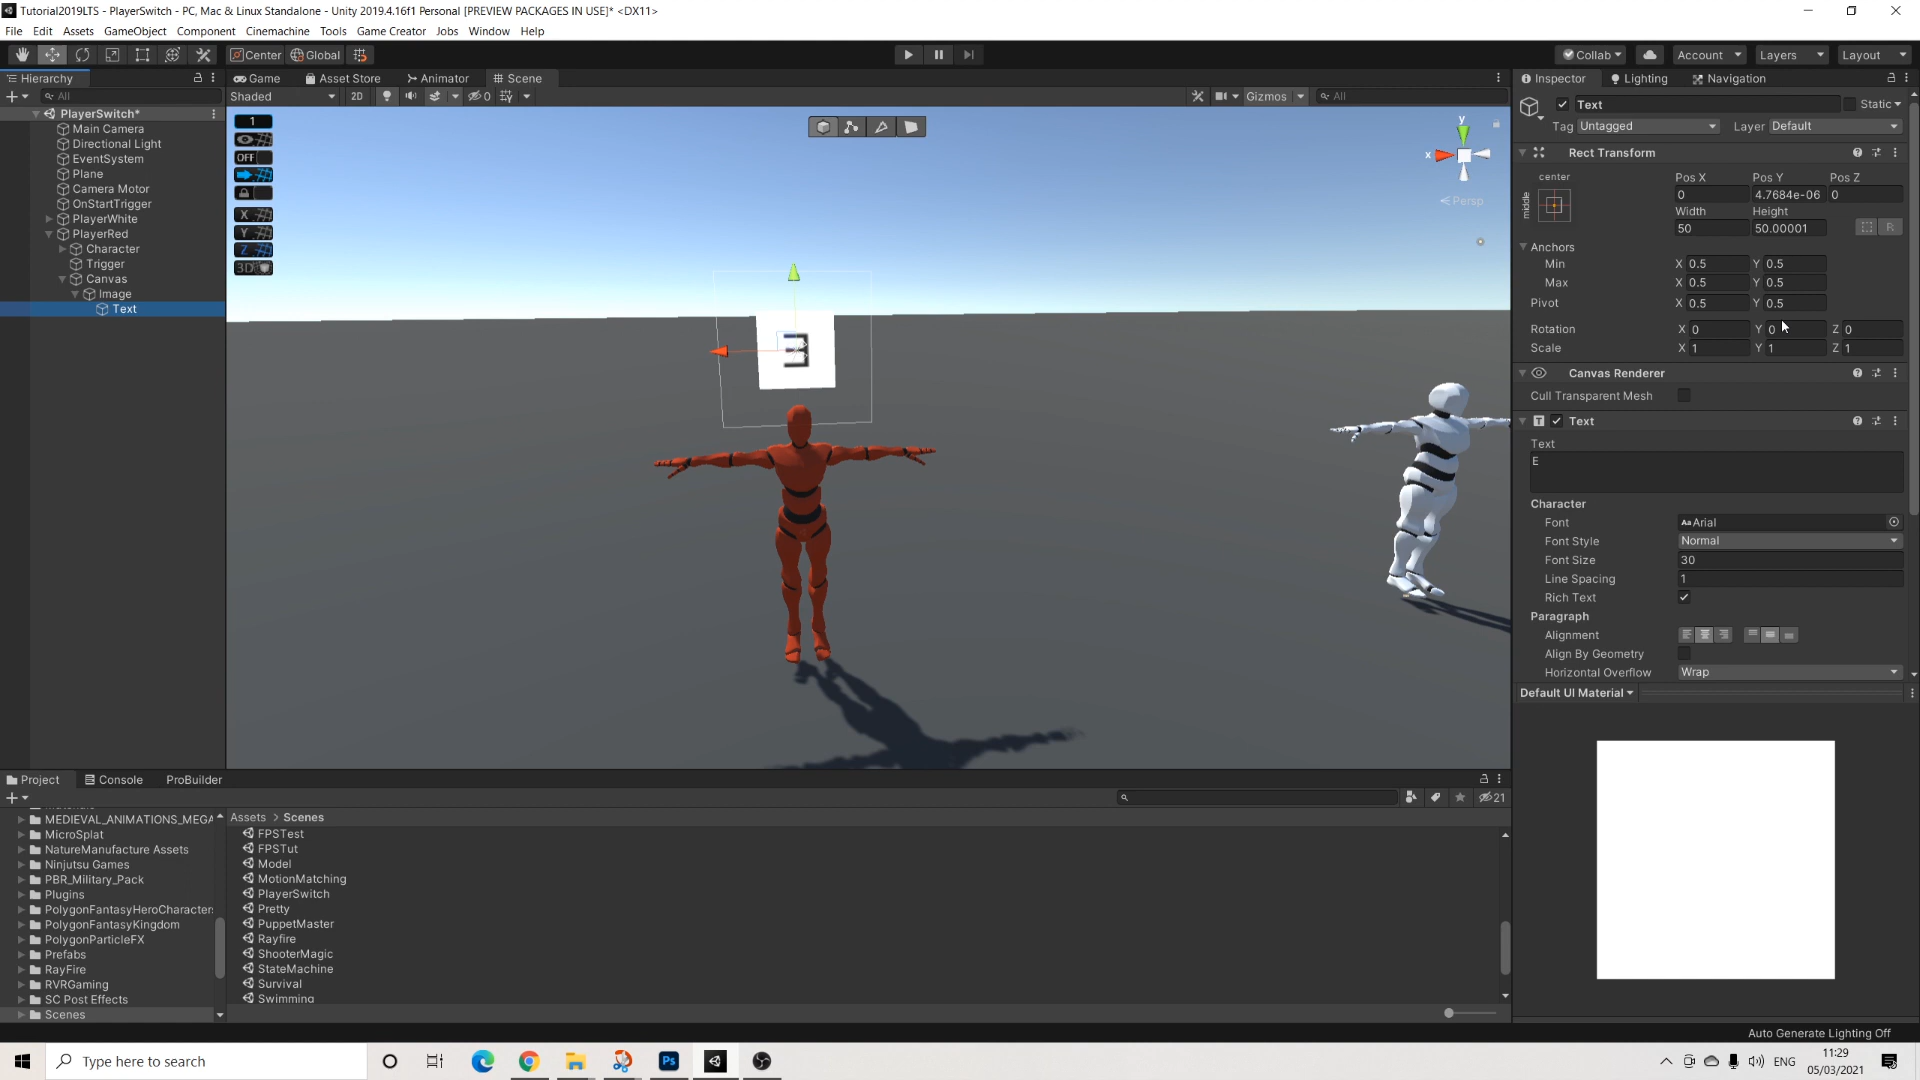 Tutorial2019LTS - PlayerSwitch - PC, Mac & Linux Standalone - Unity 2019.4.16f1 Personal [PREVIEW PACKAGES IN USE]* <DX11>
File Edit Assets GameObject Component Cinemachine Tools Game Creator Jobs Window Help
Center Global Collab Account Layers Layout
Hierarchy Game Asset Store Animator Scene Inspector Lighting Navigation
All Shaded 2D 0 Gizmos All
PlayerSwitch*
Main Camera
Directional Light
EventSystem
Plane
Camera Motor
OnStartTrigger
PlayerWhite
PlayerRed
Character
Trigger
Canvas
Image
Text
1
OFF
X
Y
Z
3D
y
x
Persp
E
Text Static
Tag Untagged Layer Default
Rect Transform
center Pos X Pos Y Pos Z
middle 0 4.7684e-06 0
Width Height
50 50.00001 R
Anchors
Min X 0.5 Y 0.5
Max X 0.5 Y 0.5
Pivot X 0.5 Y 0.5
Rotation X 0 Y 0 Z 0
Scale X 1 Y 1 Z 1
Canvas Renderer
Cull Transparent Mesh
Text
Text
E
Character
Font Arial
Font Style Normal
Font Size 30
Line Spacing 1
Rich Text
Paragraph
Alignment
Align By Geometry
Horizontal Overflow Wrap
Default UI Material
Project Console ProBuilder
21
MEDIEVAL_ANIMATIONS_MEGA
MicroSplat
NatureManufacture Assets
Ninjutsu Games
PBR_Military_Pack
Plugins
PolygonFantasyHeroCharacter
PolygonFantasyKingdom
PolygonParticleFX
Prefabs
RayFire
RVRGaming
SC Post Effects
Scenes
Assets > Scenes
FPSTest
FPSTut
Model
MotionMatching
PlayerSwitch
Pretty
PuppetMaster
Rayfire
ShooterMagic
StateMachine
Survival
Swimming
Auto Generate Lighting Off
Type here to search
Ps
ENG
11:29
05/03/2021